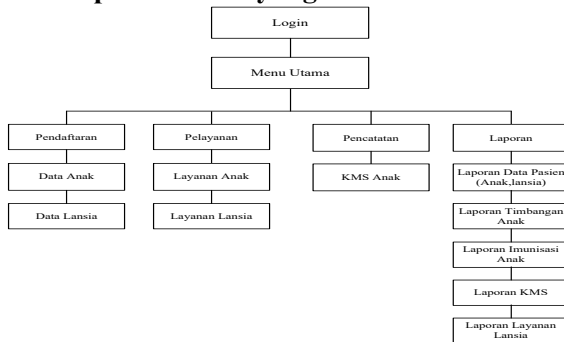 Login
Menu Utama
Pendaftaran
Pelayanan
Pencatatan
Laporan
Data Anak
Layanan Anak
KMS Anak
Laporan Data Pasien
(Anak,lansia)
Data Lansia
Layanan Lansia
Laporan Timbangan
Anak
Laporan Imunisasi
Anak
Laporan KMS
Laporan Layanan
Lansia